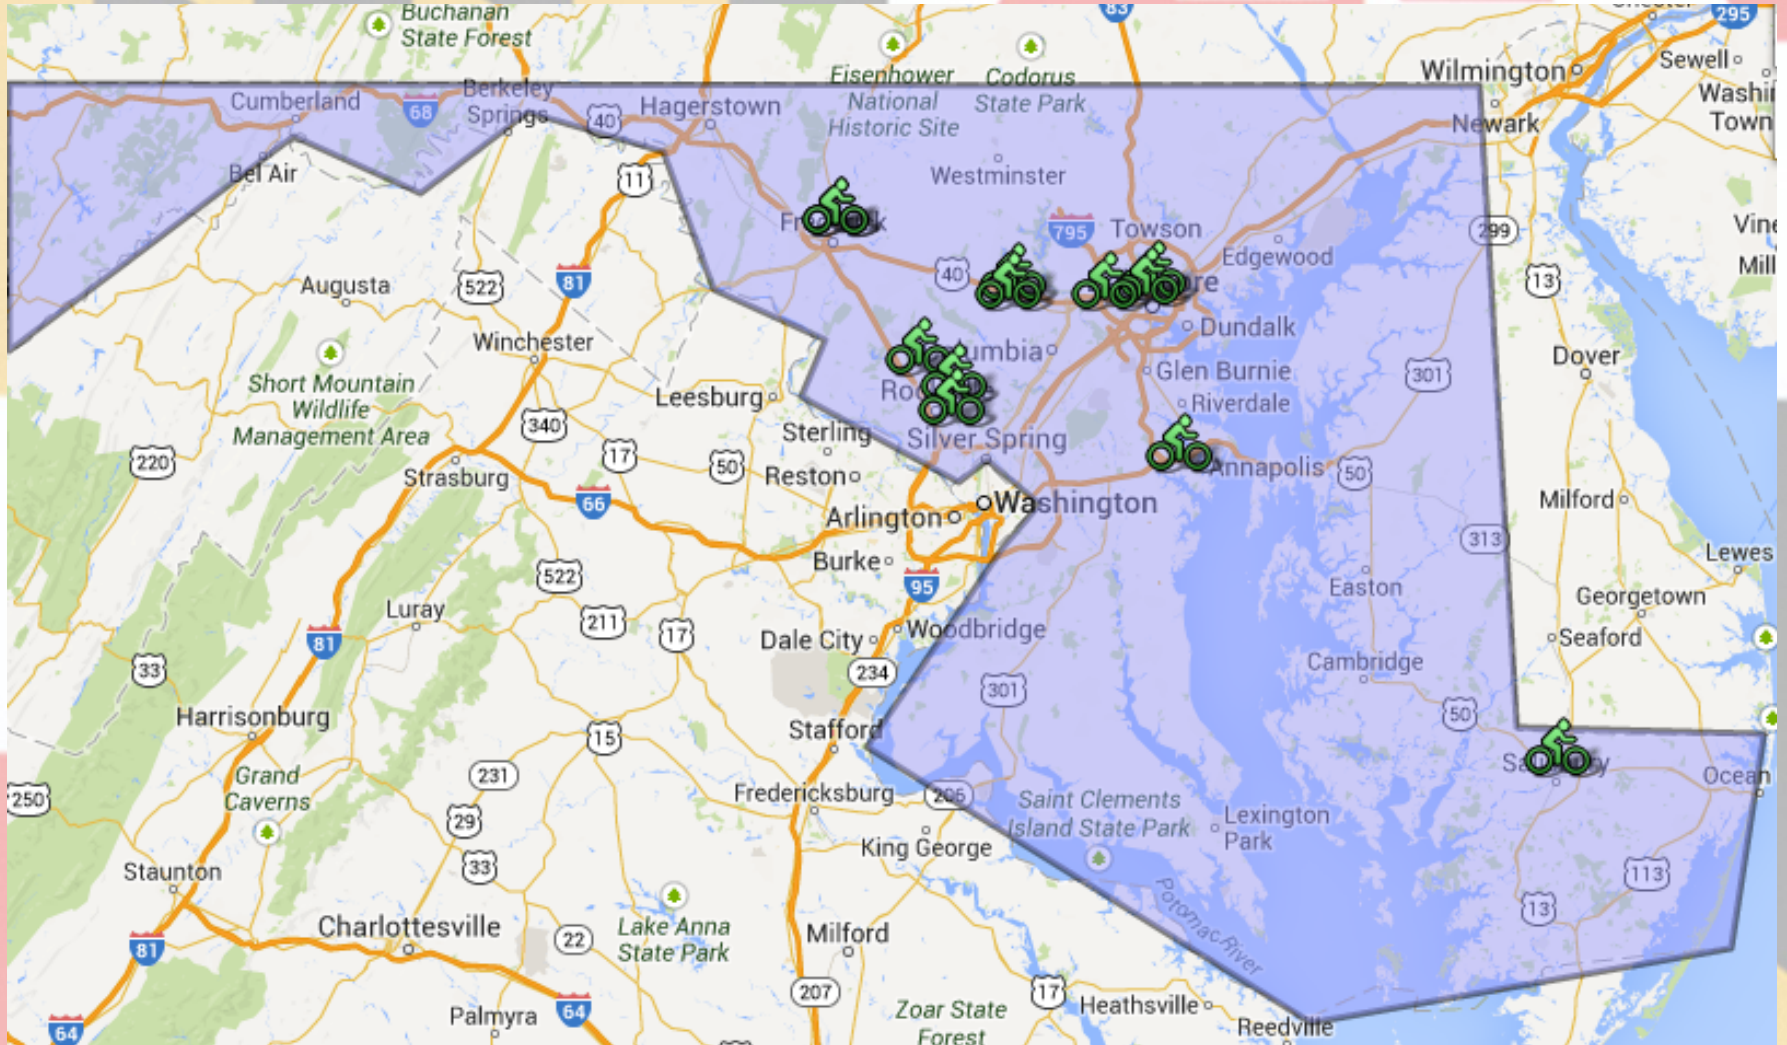 Buchanan
State Forest
83
295
Eisenhower
National
Historic Site
Codorus
State Park
Wilmington
Sewell
Washin
Town
Cumberland
68
Berkeley
Springs
40
Hagerstown
Newark
Bel Air
11
Westminster
Towson
795
299
Vine
Mill
Edgewood
40
13
Augusta
522
81
Winchester
Dundalk
umbia
Glen Burnie
301
Dover
Short Mountain
Wildlife
Management Area
Leesburg
Riverdale
340
Sterling
Silver Spring
220
17
50
Strasburg
Reston
Annapolis
50
66
Washington
Milford
Arlington
313
Burke
522
95
Easton
Lewes
Georgetown
Luray
211
17
Dale City
Woodbridge
Seaford
81
33
234
Cambridge
301
50
Harrisonburg
15
Stafford
Grand
Caverns
231
Fredericksburg
206
Saint Clements
Island State Park
Ocean
250
29
Lexington
Park
King George
33
113
Staunton
Potomac River
13
Charlottesville
22
Lake Anna
State Park
Milford
81
207
17
Heathsville
64
Palmyra
64
Zoar State
Forest
Reedville